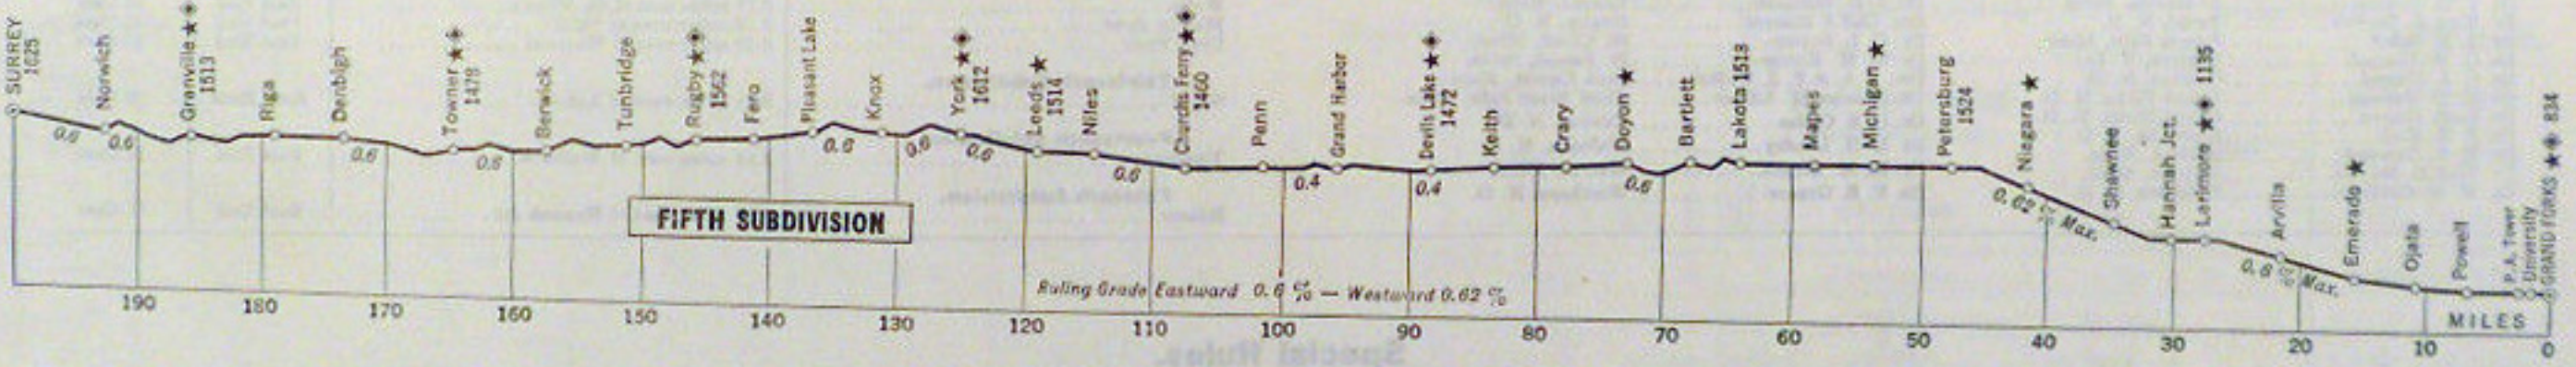 SURREY
1625
Norwich
Granville ★ ◈
1513
Riga
Denbigh
Towner ★ ◈
1479
Berwick
Tunbridge
Rugby ★ ◈
1562
Fero
Pleasant Lake
Knox
York ★ ◈
1612
Leeds ★
1514
Niles
Churchs Ferry ★ ◈
1460
Penn
Grand Harbor
Devils Lake ★ ◈
1472
Keith
Crary
Doyon ★
Bartlett
Lakota 1513
Mapes
Michigan ★
Petersburg
1524
Niagara ★
Shawnee
Hannah Jct.
Larimore ★ ◈ 1135
Arvilla
Emerado ★
Ojata
Powell
P. A. Tower
University
GRAND FORKS ★ ◈ 834
0.6
0.6
0.6
0.6
0.6
0.6
0.6
0.6
0.4
0.4
0.6
0.62 % Max.
0.6 % Max.
FIFTH SUBDIVISION
Ruling Grade Eastward 0.6 % — Westward 0.62 %
190 180 170 160 150 140 130 120 110 100 90 80 70 60 50 40 30 20 10 0
MILES